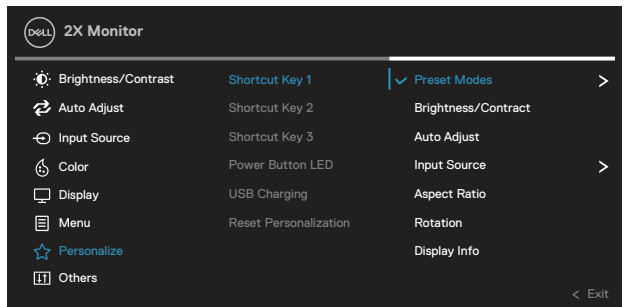 DELL 2X Monitor
Brightness/Contrast
Auto Adjust
Input Source
Color
Display
Menu
Personalize
Others
Shortcut Key 1
Shortcut Key 2
Shortcut Key 3
Power Button LED
USB Charging
Reset Personalization
Preset Modes >
Brightness/Contract
Auto Adjust
Input Source >
Aspect Ratio
Rotation
Display Info
< Exit